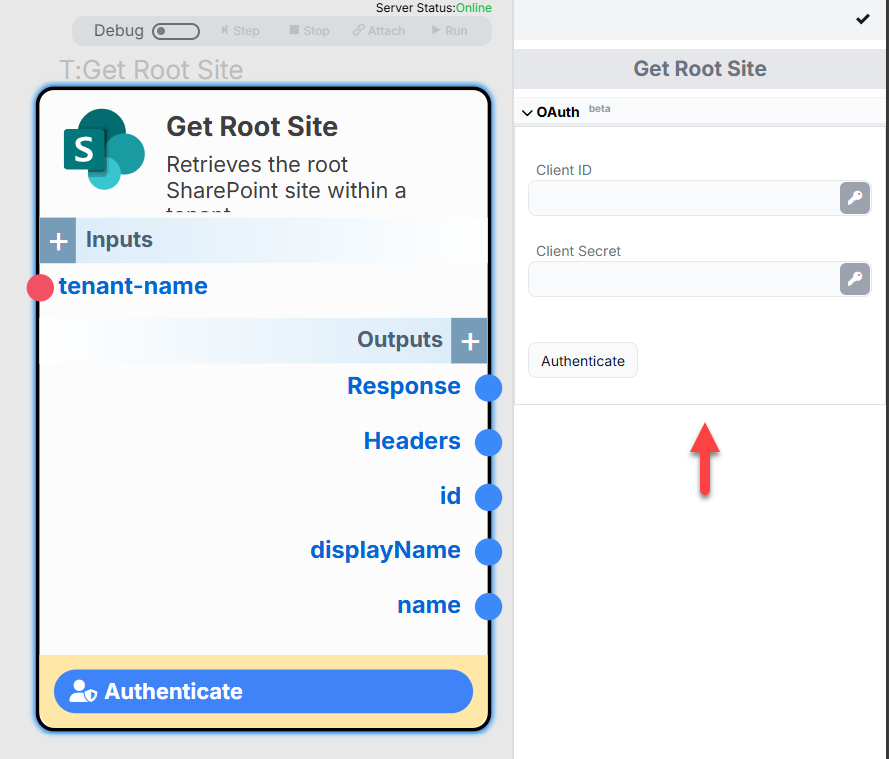 Server Status:Online
Debug
Step
Stop
Attach
Run
T:Get Root Site
S
Get Root Site
Retrieves the root
SharePoint site within a
tenant
Inputs
tenant-name
Outputs
Response
Headers
id
displayName
name
Authenticate
Get Root Site
OAuth beta
Client ID
Client Secret
Authenticate